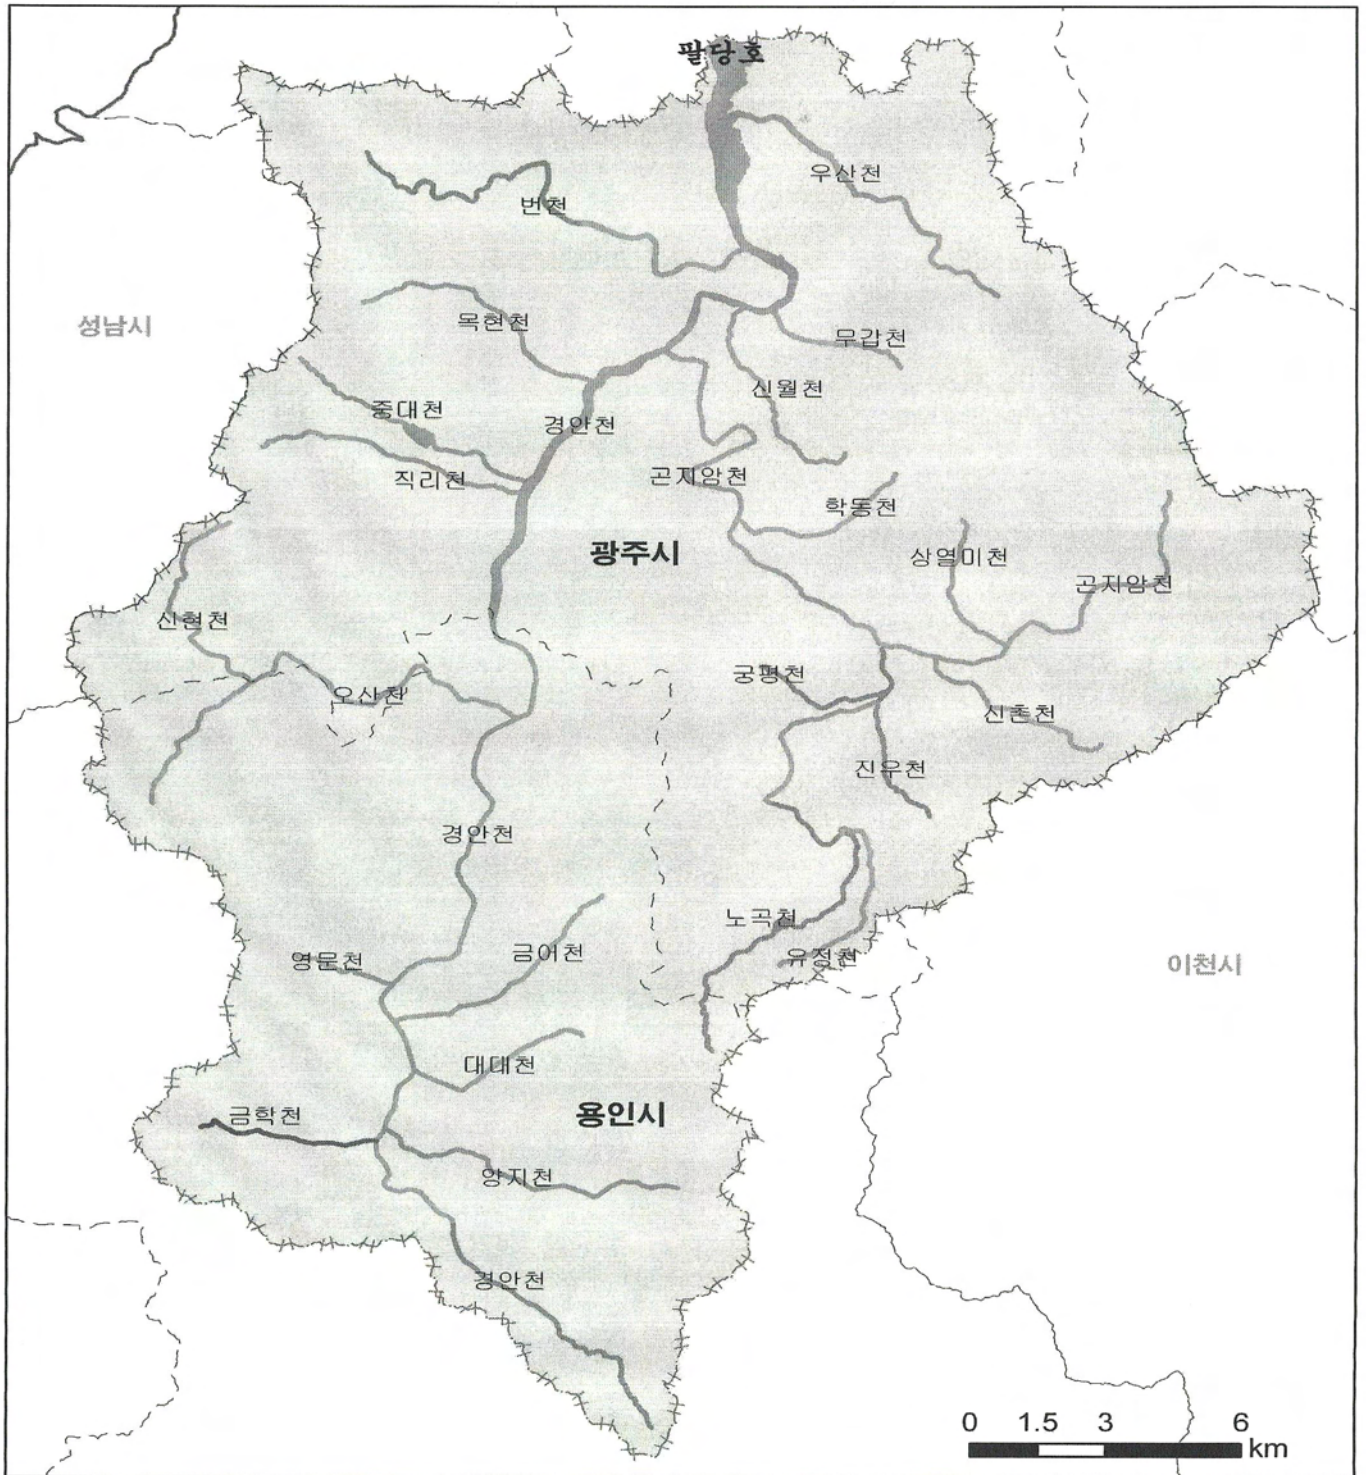 팔당호
우산천
번천
성남시
목현천
무갑천
신월천
중대천
경안천
직리천
곤지암천
학동천
광주시
상열미천
곤지암천
신현천
궁평천
오산천
신촌천
진우천
경안천
노곡천
영문천
금어천
유정천
이천시
대대천
금학천
용인시
양지천
경안천
0 1.5 3 6
km